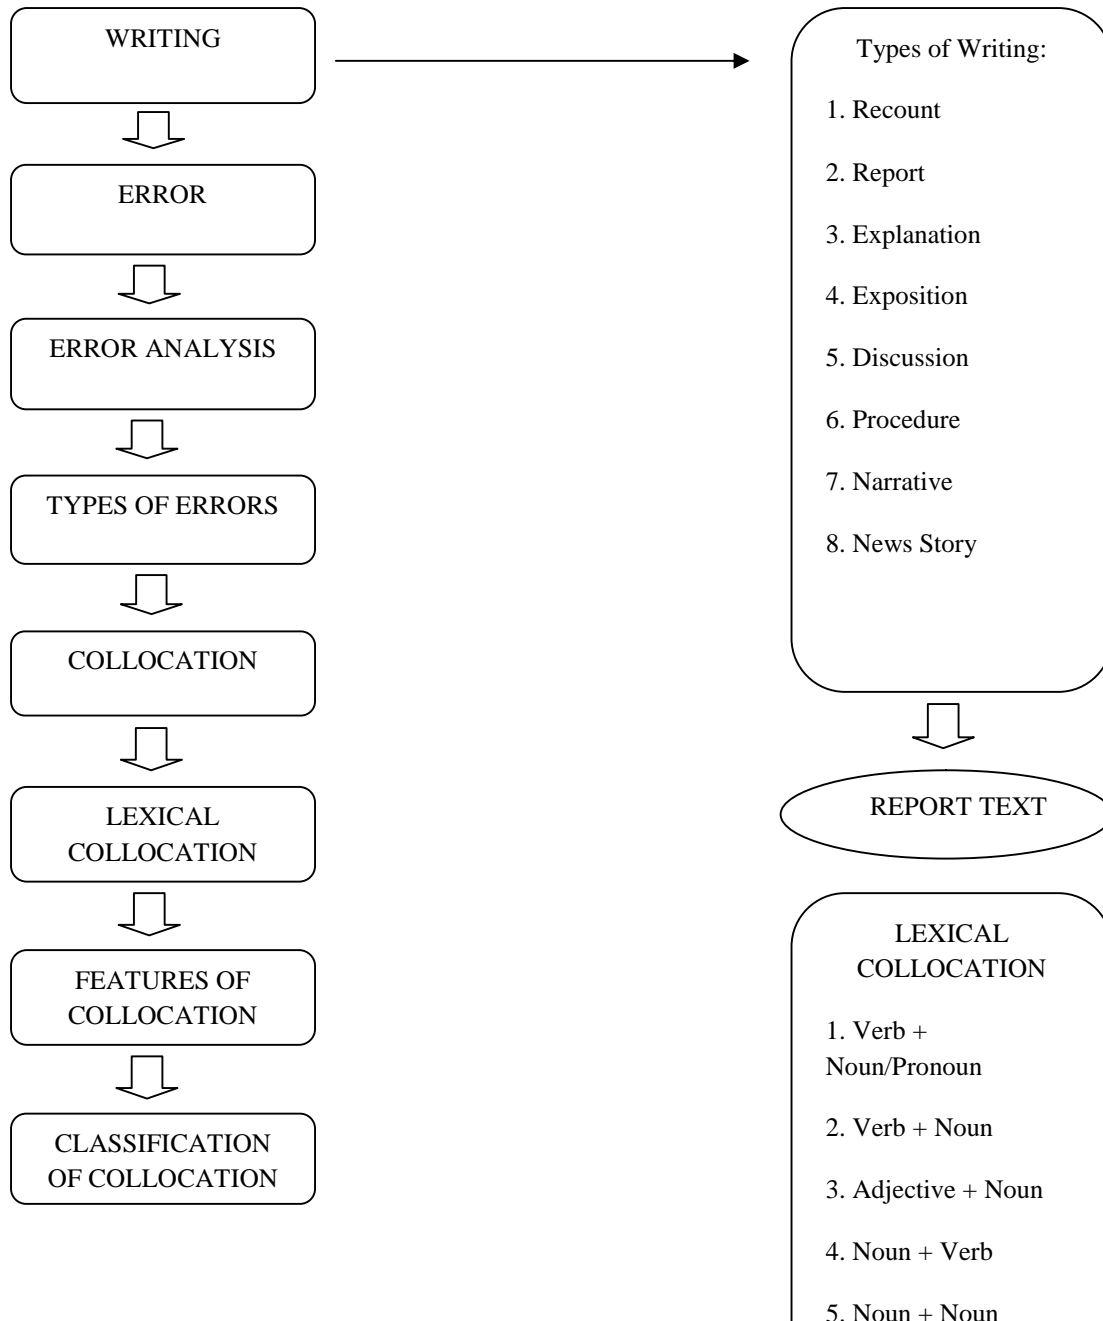 WRITING
ERROR
ERROR ANALYSIS
TYPES OF ERRORS
COLLOCATION
LEXICAL
COLLOCATION
FEATURES OF
COLLOCATION
CLASSIFICATION
OF COLLOCATION
Types of Writing:
1. Recount
2. Report
3. Explanation
4. Exposition
5. Discussion
6. Procedure
7. Narrative
8. News Story
REPORT TEXT
LEXICAL
COLLOCATION
1. Verb +
Noun/Pronoun
2. Verb + Noun
3. Adjective + Noun
4. Noun + Verb
5. Noun + Noun